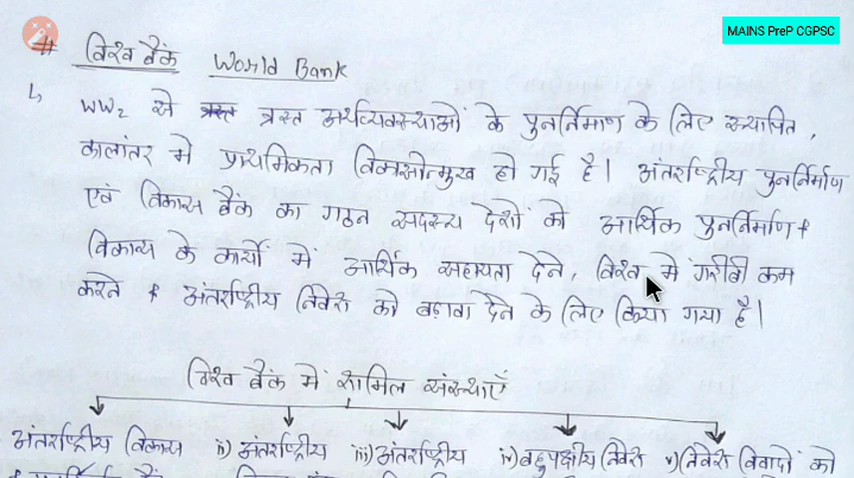 MAINS PreP CGPSC
# विश्व बैंक World Bank
↳ WW2 से त्रस्त अर्थव्यवस्थाओं के पुनर्निमाण के लिए स्थापित,
कालांतर मे प्राथमिकता विकासोन्मुख हो गई है। अंतर्राष्ट्रीय पुनर्निर्माण
एवं विकास बैंक का गठन सदस्य देशों को आर्थिक पुनर्निर्माण +
विकास के कार्यो में आर्थिक सहायता देने, विश्व मे गरीबी कम
करने + अंतर्राष्ट्रीय निवेश को बढ़ावा देने के लिए किया गया है।
विश्व बैंक में शामिल संस्थाएँ
अंतर्राष्ट्रीय विकास ii) अंतर्राष्ट्रीय iii) अंतर्राष्ट्रीय iv) बहुपक्षीय निवेश v) निवेश विवादों को